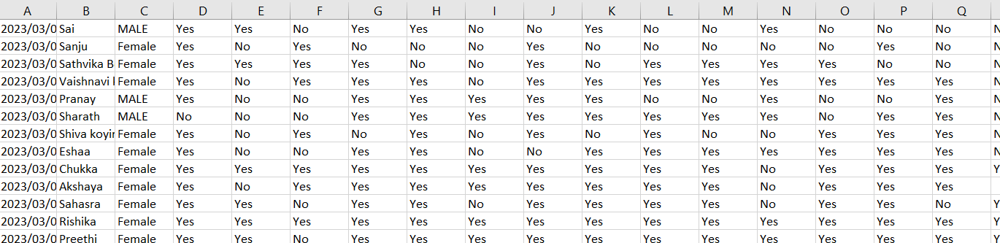 A B C D E F G H I J K L M N O P Q
2023/03/0 Sai MALE Yes Yes No Yes Yes No No Yes No No Yes No No No N
2023/03/0 Sanju Female Yes No Yes No No No Yes No No No No No Yes No N
2023/03/0 Sathvika B Female Yes Yes Yes Yes No No Yes No Yes Yes Yes Yes No No N
2023/03/0 Vaishnavi Female Yes No Yes Yes Yes No Yes Yes Yes Yes Yes Yes Yes Yes N
2023/03/0 Pranay MALE Yes No No Yes Yes Yes Yes Yes No No Yes No No Yes N
2023/03/0 Sharath MALE No No No Yes Yes Yes Yes Yes Yes Yes Yes No Yes Yes N
2023/03/0 Shiva koyi Female Yes No Yes No Yes No Yes No Yes No No Yes Yes Yes N
2023/03/0 Eshaa Female Yes No No Yes Yes No No Yes Yes Yes Yes Yes Yes Yes N
2023/03/0 Chukka Female Yes Yes Yes Yes Yes Yes Yes Yes Yes Yes No Yes Yes Yes Y
2023/03/0 Akshaya Female Yes No Yes Yes Yes Yes Yes Yes Yes Yes No Yes Yes Yes
2023/03/0 Sahasra Female Yes Yes No Yes Yes No Yes Yes Yes Yes No Yes Yes No Y
2023/03/0 Rishika Female Yes Yes Yes Yes Yes Yes Yes Yes Yes Yes Yes Yes Yes Yes Y
2023/03/0 Preethi Female Yes Yes No Yes Yes Yes Yes Yes Yes Yes Yes Yes Yes Yes Y